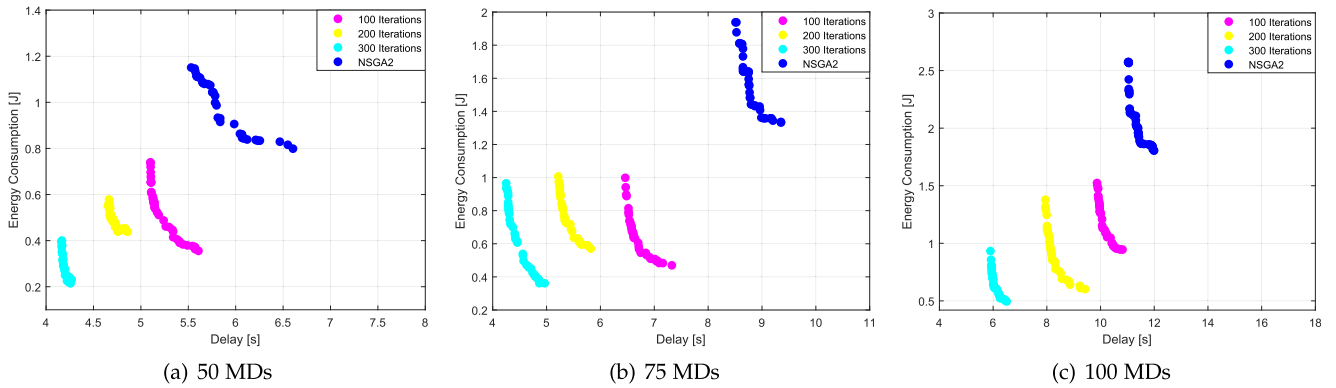 1.4
1.2
1
0.8
0.6
0.4
0.2
4
4.5
5
5.5
6
6.5
7
7.5
8
Energy Consumption [J]
Delay [s]
100 Iterations
200 Iterations
300 Iterations
NSGA2
(a) 50 MDs
2
1.8
1.6
1.4
1.2
1
0.8
0.6
0.4
0.2
4
5
6
7
8
9
10
11
Energy Consumption [J]
Delay [s]
100 Iterations
200 Iterations
300 Iterations
NSGA2
(b) 75 MDs
3
2.5
2
1.5
1
0.5
4
6
8
10
12
14
16
18
Energy Consumption [J]
Delay [s]
100 Iterations
200 Iterations
300 Iterations
NSGA2
(c) 100 MDs